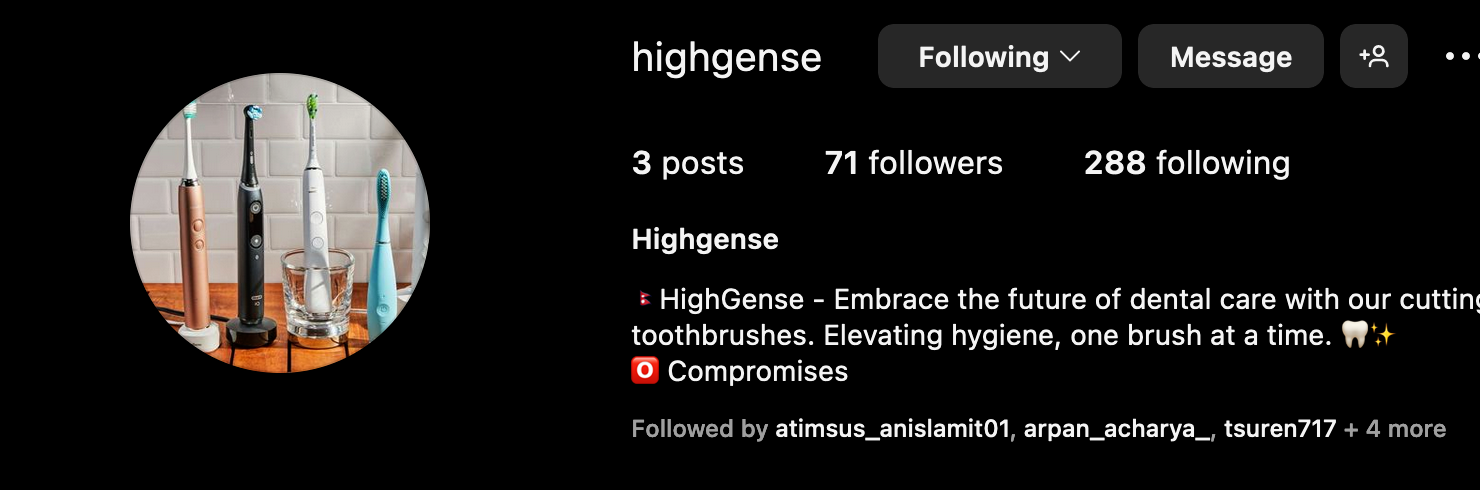 highgense Following Message
3 posts 71 followers 288 following
Highgense
🇳🇵HighGense - Embrace the future of dental care with our cutting
toothbrushes. Elevating hygiene, one brush at a time. 🦷✨
🅾️ Compromises
Followed by atimsus_anislamit01, arpan_acharya_, tsuren717 + 4 more